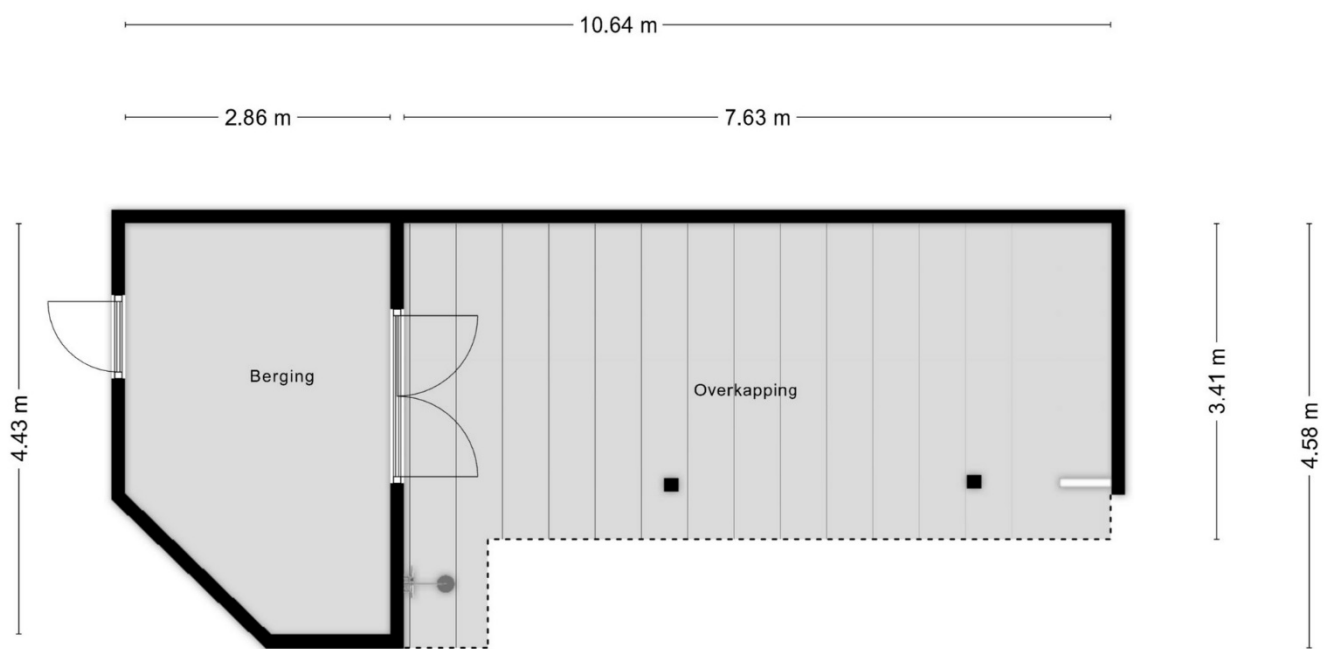 10.64 m
2.86 m
7.63 m
Berging
Overkapping
4.43 m
3.41 m
4.58 m